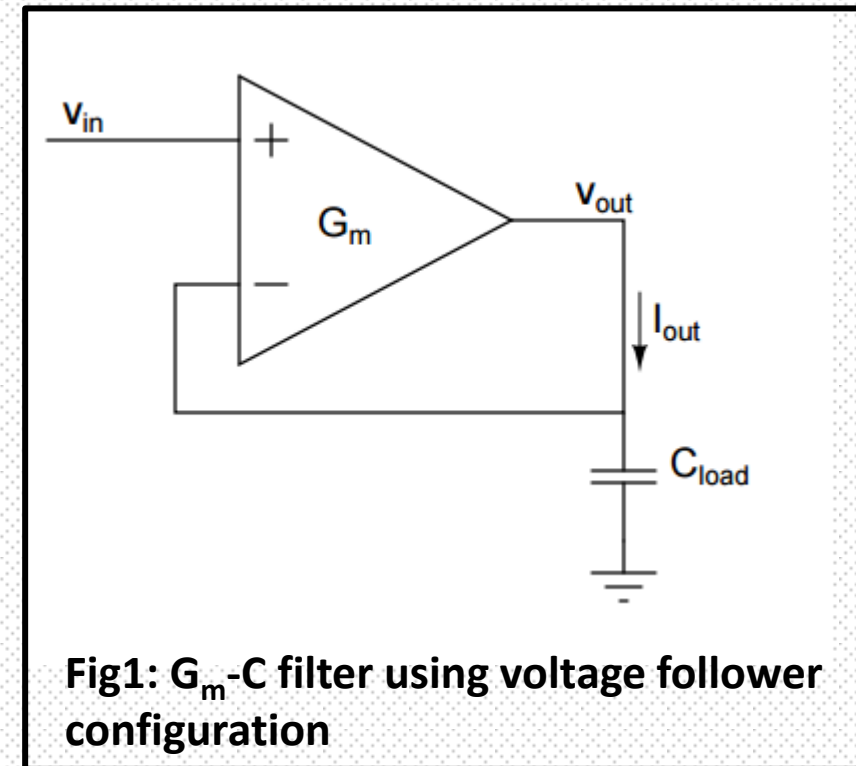 Vin
+
Gm
Vout
−
Iout
Cload
Fig1: Gm-C filter using voltage follower
configuration